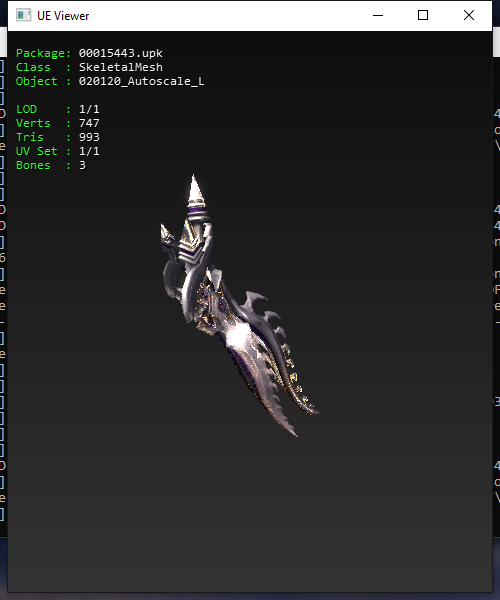 UE Viewer
Package: 00015443.upk
Class : SkeletalMesh
Object : 020120_Autoscale_L
LOD : 1/1
Verts : 747
Tris : 993
UV Set : 1/1
Bones : 3